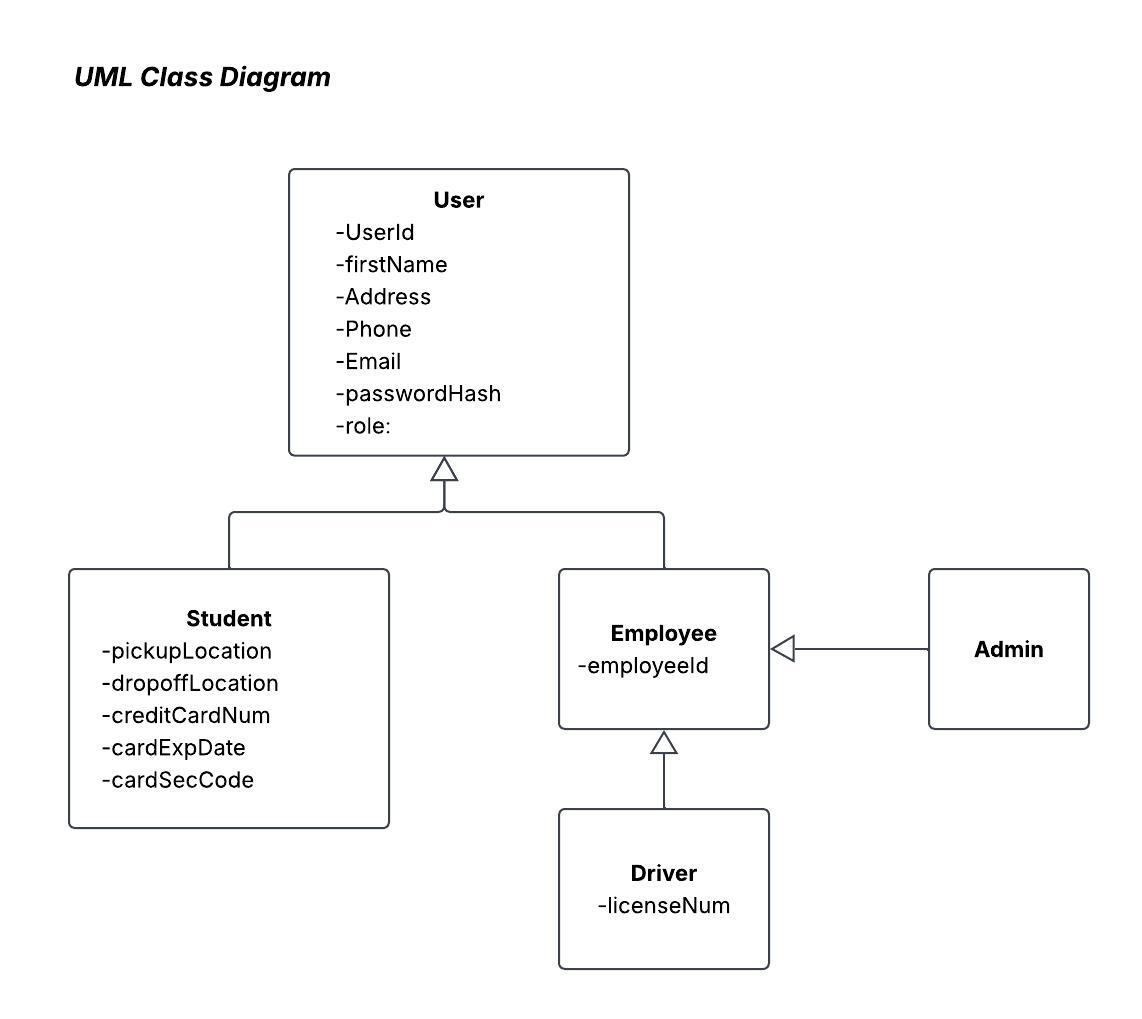 UML Class Diagram
User
-UserId
-firstName
-Address
-Phone
-Email
-passwordHash
-role:
Student
-pickupLocation
-dropoffLocation
-creditCardNum
-cardExpDate
-cardSecCode
Employee
-employeeId
Admin
Driver
-licenseNum